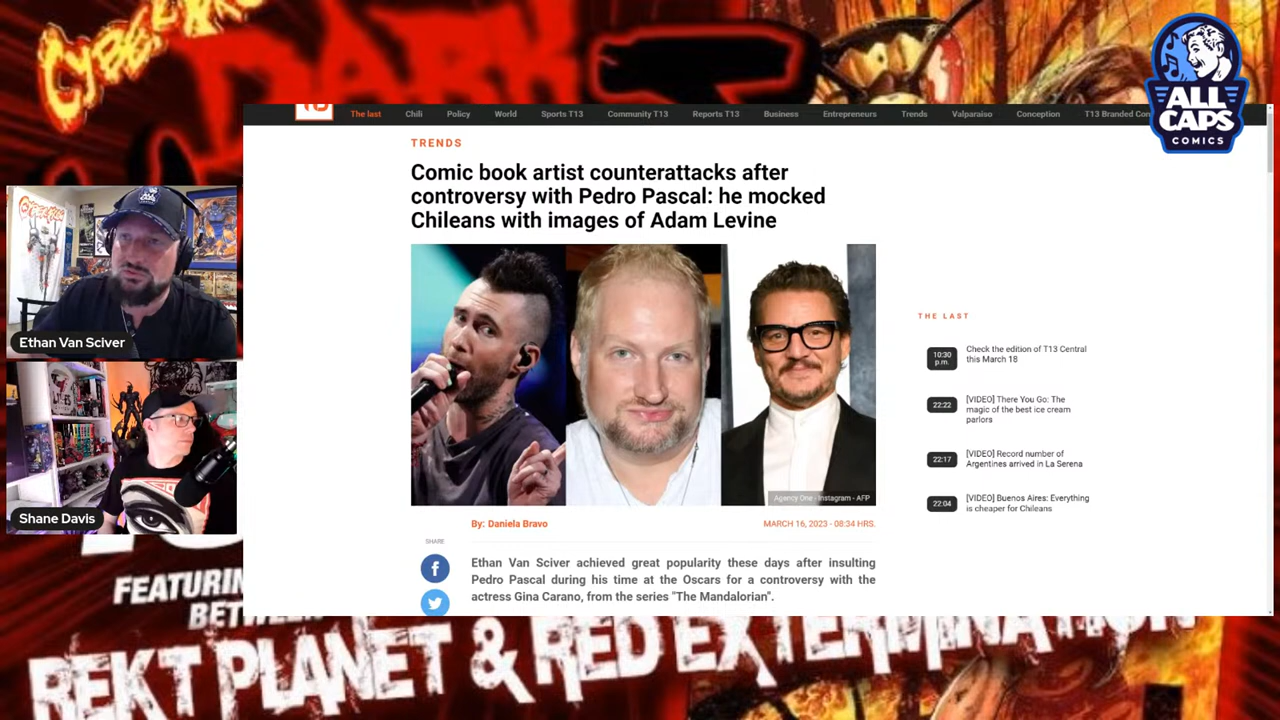 CYBERFROG
DARK
ALL
CAPS
COMICS
The last
Chili
Policy
World
Sports T13
Community T13
Reports T13
Business
Entrepreneurs
Trends
Valparaiso
Conception
T13 Branded Con
TRENDS
Comic book artist counterattacks after
controversy with Pedro Pascal: he mocked
Chileans with images of Adam Levine
Agency One - Instagram - AFP
By: Daniela Bravo
MARCH 16, 2023 - 08:34 HRS.
SHARE
Ethan Van Sciver achieved great popularity these days after insulting
Pedro Pascal during his time at the Oscars for a controversy with the
actress Gina Carano, from the series "The Mandalorian".
THE LAST
10:30
p.m.
Check the edition of T13 Central
this March 18
22:22
[VIDEO] There You Go: The
magic of the best ice cream
parlors
22:17
[VIDEO] Record number of
Argentines arrived in La Serena
22:04
[VIDEO] Buenos Aires: Everything
is cheaper for Chileans
Ethan Van Sciver
Shane Davis
FEATURIN
BETWE
REKT PLANET & RED EXTERMINATION